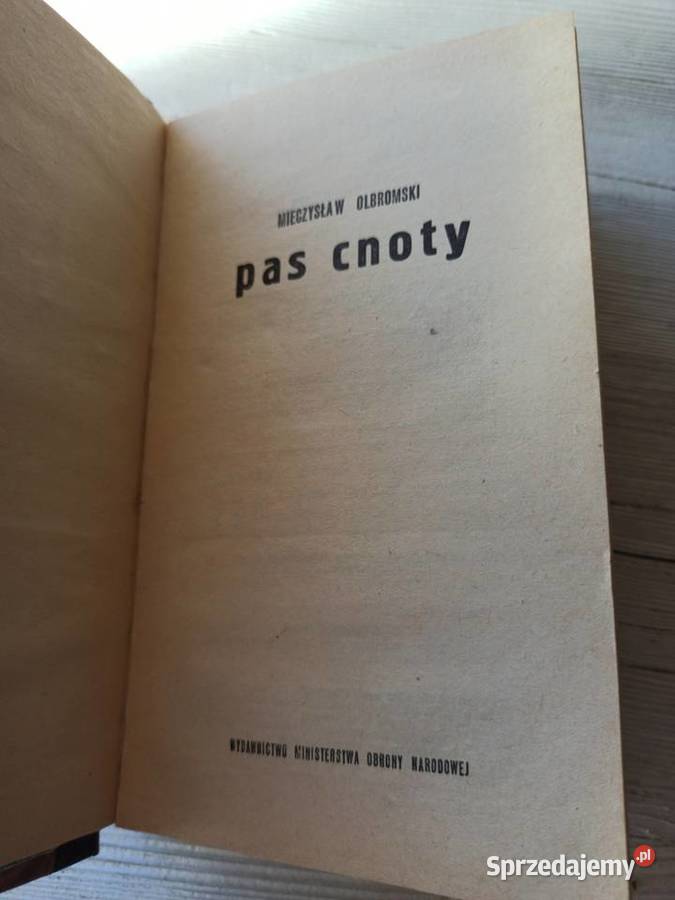 MIECZYSŁAW OLBROMSKI
pas cnoty
WYDAWNICTWO MINISTERSTWA OBRONY NARODOWEJ
Sprzedajemy.pl